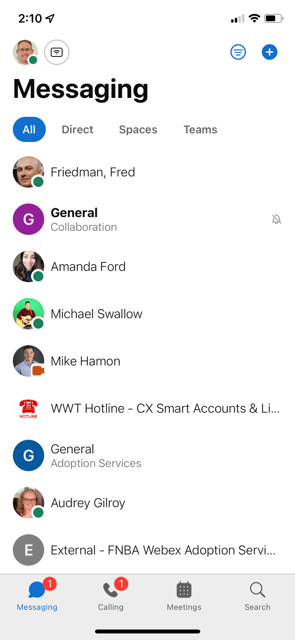 2:10
Messaging
All Direct Spaces Teams
Friedman, Fred
G General
Collaboration
Amanda Ford
Michael Swallow
Mike Hamon
HOTLINE WWT Hotline - CX Smart Accounts & Li...
G General
Adoption Services
Audrey Gilroy
E External - FNBA Webex Adoption Servi...
1 1
Messaging Calling Meetings Search